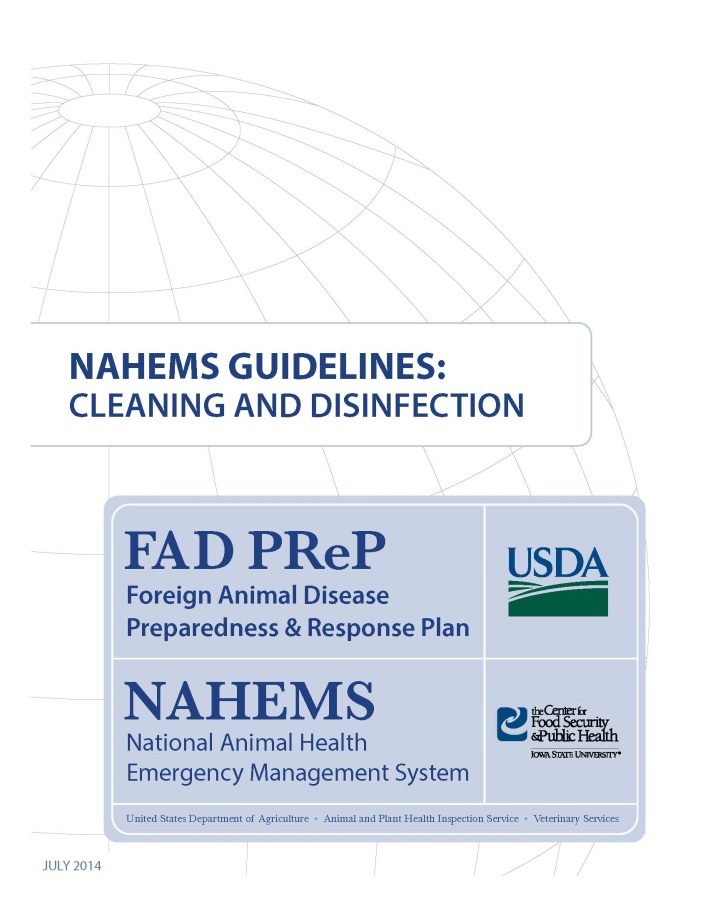 NAHEMS GUIDELINES:
CLEANING AND DISINFECTION
FAD PReP
Foreign Animal Disease
Preparedness & Response Plan
USDA
NAHEMS
National Animal Health
Emergency Management System
the Center for
Food Security
& Public Health
IOWA STATE UNIVERSITY®
United States Department of Agriculture • Animal and Plant Health Inspection Service • Veterinary Services
JULY 2014